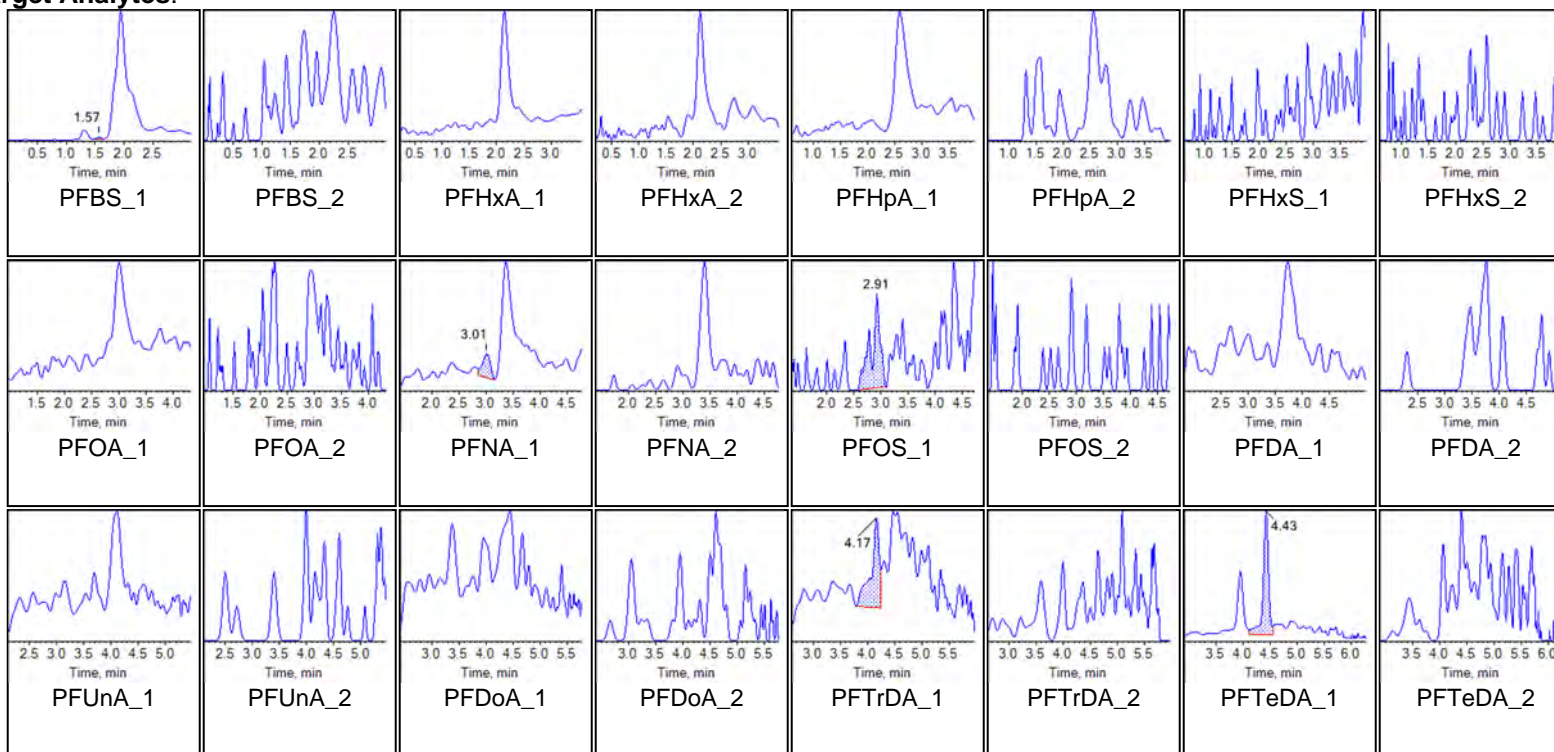 rget Analytes:
1.57
0.5 1.0 1.5 2.0 2.5
Time, min
PFBS_1
0.5 1.0 1.5 2.0 2.5
Time, min
PFBS_2
0.5 1.0 1.5 2.0 2.5 3.0
Time, min
PFHxA_1
0.5 1.0 1.5 2.0 2.5 3.0
Time, min
PFHxA_2
1.0 1.5 2.0 2.5 3.0 3.5
Time, min
PFHpA_1
1.0 1.5 2.0 2.5 3.0 3.5
Time, min
PFHpA_2
1.0 1.5 2.0 2.5 3.0 3.5
Time, min
PFHxS_1
1.0 1.5 2.0 2.5 3.0 3.5
Time, min
PFHxS_2
1.5 2.0 2.5 3.0 3.5 4.0
Time, min
PFOA_1
1.5 2.0 2.5 3.0 3.5 4.0
Time, min
PFOA_2
3.01
2.0 2.5 3.0 3.5 4.0 4.5
Time, min
PFNA_1
2.0 2.5 3.0 3.5 4.0 4.5
Time, min
PFNA_2
2.91
2.0 2.5 3.0 3.5 4.0 4.5
Time, min
PFOS_1
2.0 2.5 3.0 3.5 4.0 4.5
Time, min
PFOS_2
2.5 3.0 3.5 4.0 4.5
Time, min
PFDA_1
2.5 3.0 3.5 4.0 4.5
Time, min
PFDA_2
2.5 3.0 3.5 4.0 4.5 5.0
Time, min
PFUnA_1
2.5 3.0 3.5 4.0 4.5 5.0
Time, min
PFUnA_2
3.0 3.5 4.0 4.5 5.0 5.5
Time, min
PFDoA_1
3.0 3.5 4.0 4.5 5.0 5.5
Time, min
PFDoA_2
4.17
3.0 3.5 4.0 4.5 5.0 5.5
Time, min
PFTrDA_1
3.0 3.5 4.0 4.5 5.0 5.5
Time, min
PFTrDA_2
4.43
3.5 4.0 4.5 5.0 5.5 6.0
Time, min
PFTeDA_1
3.5 4.0 4.5 5.0 5.5 6.0
Time, min
PFTeDA_2